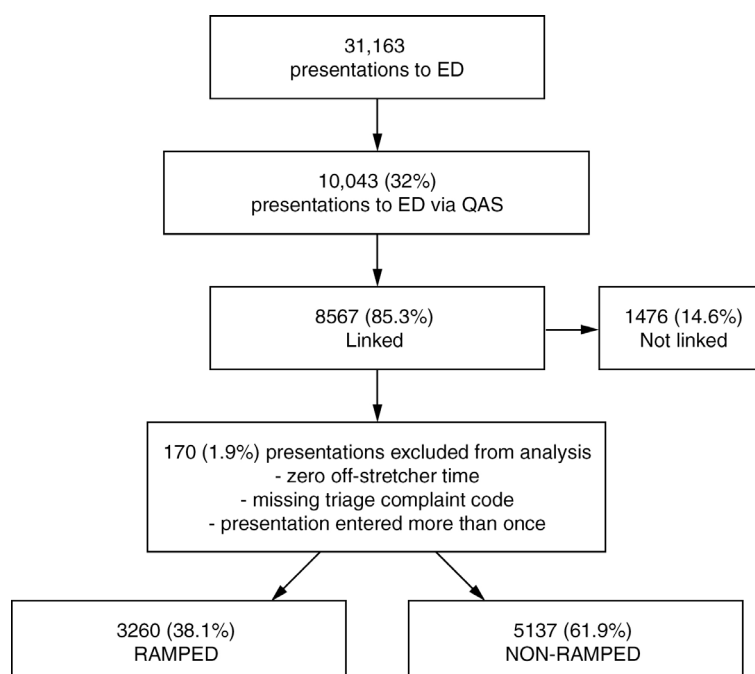 31,163
presentations to ED
10,043 (32%)
presentations to ED via QAS
8567 (85.3%)
Linked
1476 (14.6%)
Not linked
170 (1.9%) presentations excluded from analysis
- zero off-stretcher time
- missing triage complaint code
- presentation entered more than once
3260 (38.1%)
RAMPED
5137 (61.9%)
NON-RAMPED